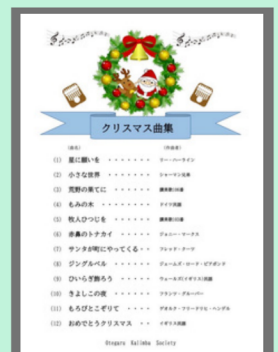 クリスマス曲集
(曲名) (作曲者)
(1) 星に願いを ・・・・・・・ リー・ハーライン
(2) 小さな世界 ・・・・・・・ シャーマン兄弟
(3) 荒野の果てに ・・・・・・ 讃美歌106番
(4) もみの木 ・・・・・・・ ドイツ民謡
(5) 牧人ひつじを ・・・・・・ 讃美歌103番
(6) 赤鼻のトナカイ ・・・・・ ジョニー・マークス
(7) サンタが町にやってくる・・ フレッド・クーツ
(8) ジングルベル ・・・・・・ ジェームズ・ロード・ピアポント
(9) ひいらぎ飾ろう ・・・・・ ウェールズ(イギリス)民謡
(10) きよしこの夜 ・・・・・・ フランツ・グルーバー
(11) もろびとこぞりて ・・・・ ゲオルク・フリードリヒ・ヘンデル
(12) おめでとうクリスマス ・・ イギリス民謡
Otegaru Kalimba Society